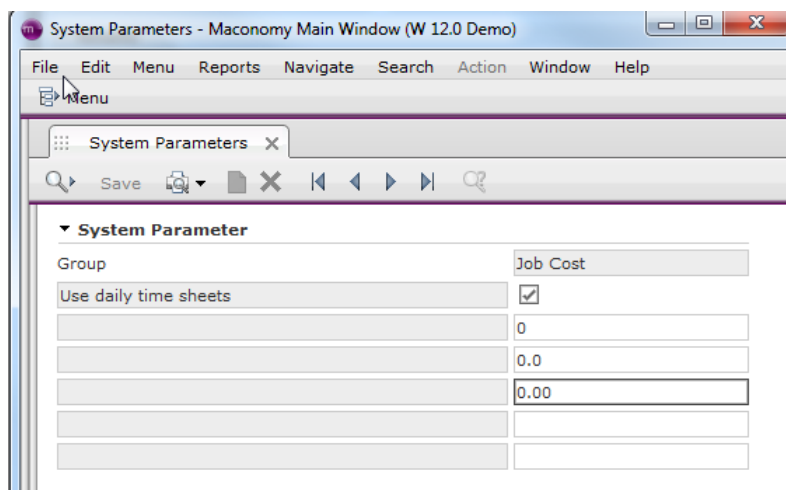 m System Parameters - Maconomy Main Window (W 12.0 Demo)
File Edit Menu Reports Navigate Search Action Window Help
Menu
System Parameters
Save
System Parameter
Group Job Cost
Use daily time sheets
0
0.0
0.00